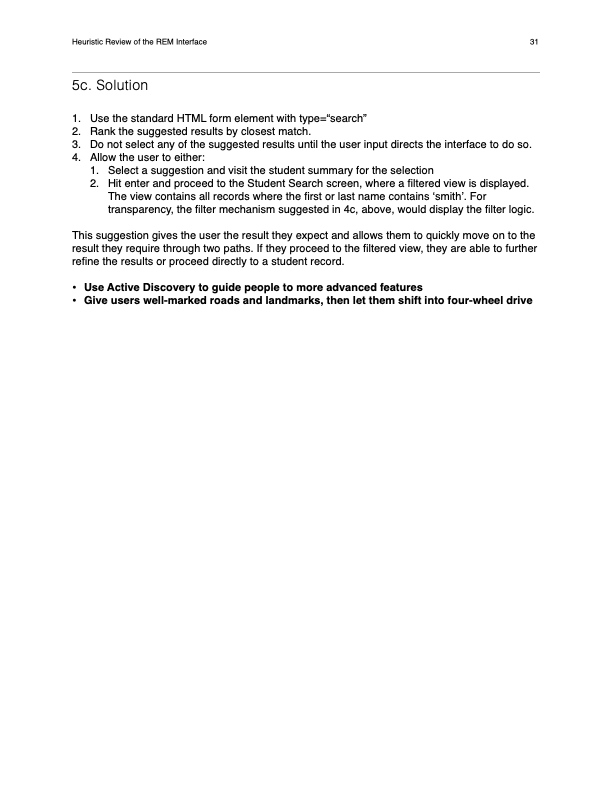 Heuristic Review of the REM Interface 31
5c. Solution
1. Use the standard HTML form element with type=“search”
2. Rank the suggested results by closest match.
3. Do not select any of the suggested results until the user input directs the interface to do so.
4. Allow the user to either:
1. Select a suggestion and visit the student summary for the selection
2. Hit enter and proceed to the Student Search screen, where a filtered view is displayed.
The view contains all records where the first or last name contains ‘smith’. For
transparency, the filter mechanism suggested in 4c, above, would display the filter logic.
This suggestion gives the user the result they expect and allows them to quickly move on to the
result they require through two paths. If they proceed to the filtered view, they are able to further
refine the results or proceed directly to a student record.
• Use Active Discovery to guide people to more advanced features
• Give users well-marked roads and landmarks, then let them shift into four-wheel drive